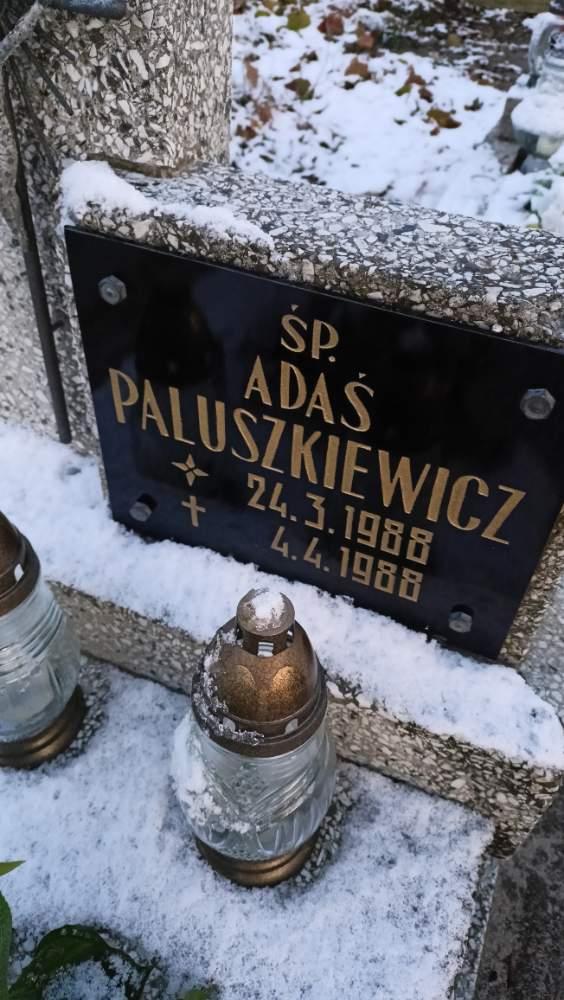 ŚP.
ADAŚ
PALUSZKIEWICZ
24.3.1988
4.4.1988